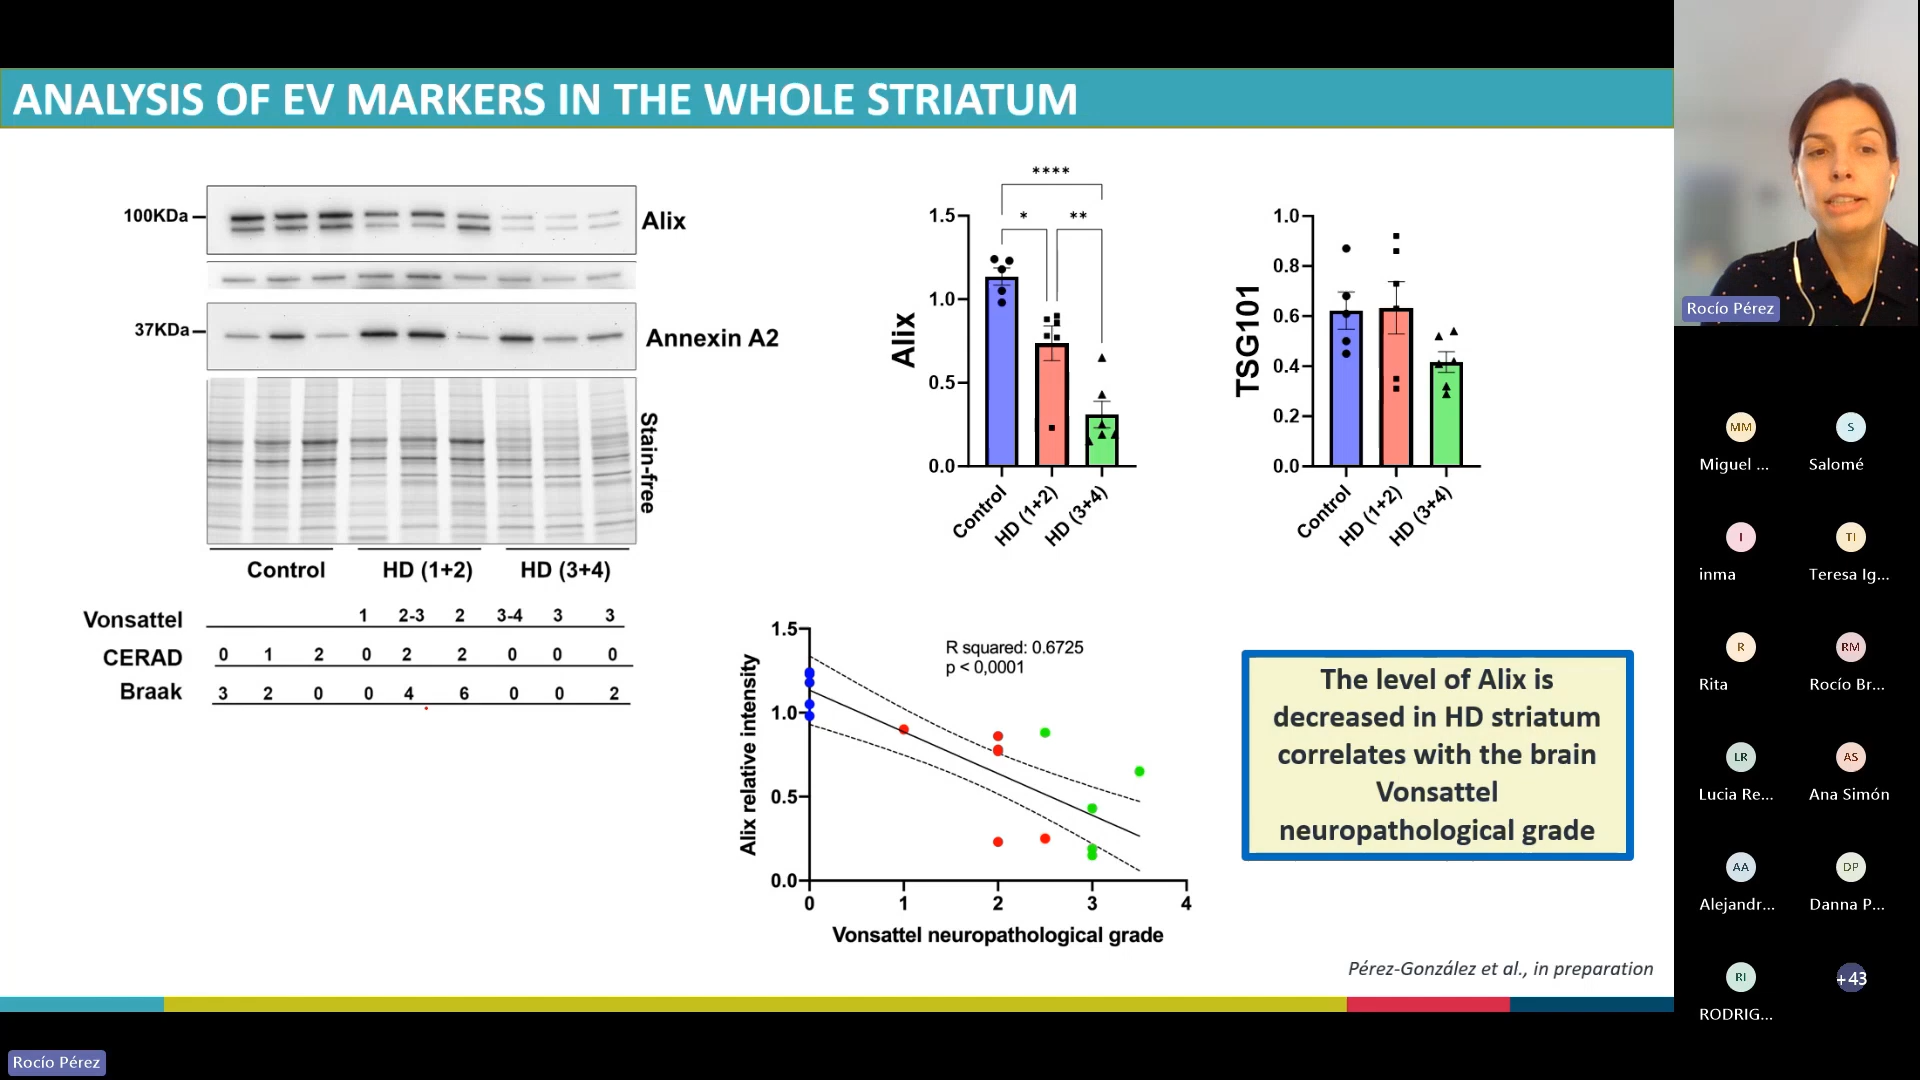 ANALYSIS OF EV MARKERS IN THE WHOLE STRIATUM
100KDa
Alix
37KDa
Annexin A2
Stain-free
Control HD (1+2) HD (3+4)
Vonsattel 1 2-3 2 3-4 3 3
CERAD 0 1 2 0 2 2 0 0 0
Braak 3 2 0 0 4 6 0 0 2
****
* **
Alix
1.5
1.0
0.5
0.0
Control
HD (1+2)
HD (3+4)
TSG101
1.0
0.8
0.6
0.4
0.2
0.0
Control
HD (1+2)
HD (3+4)
Alix relative intensity
1.5
1.0
0.5
0.0
R squared: 0.6725
p < 0,0001
0 1 2 3 4
Vonsattel neuropathological grade
The level of Alix is
decreased in HD striatum
correlates with the brain
Vonsattel
neuropathological grade
Pérez-González et al., in preparation
Rocío Pérez
Rocío Pérez
MM S
Miguel ... Salomé
I TI
inma Teresa Ig...
R RM
Rita Rocío Br...
LR AS
Lucia Re... Ana Simón
AA DP
Alejandr... Danna P...
RI +43
RODRIG...